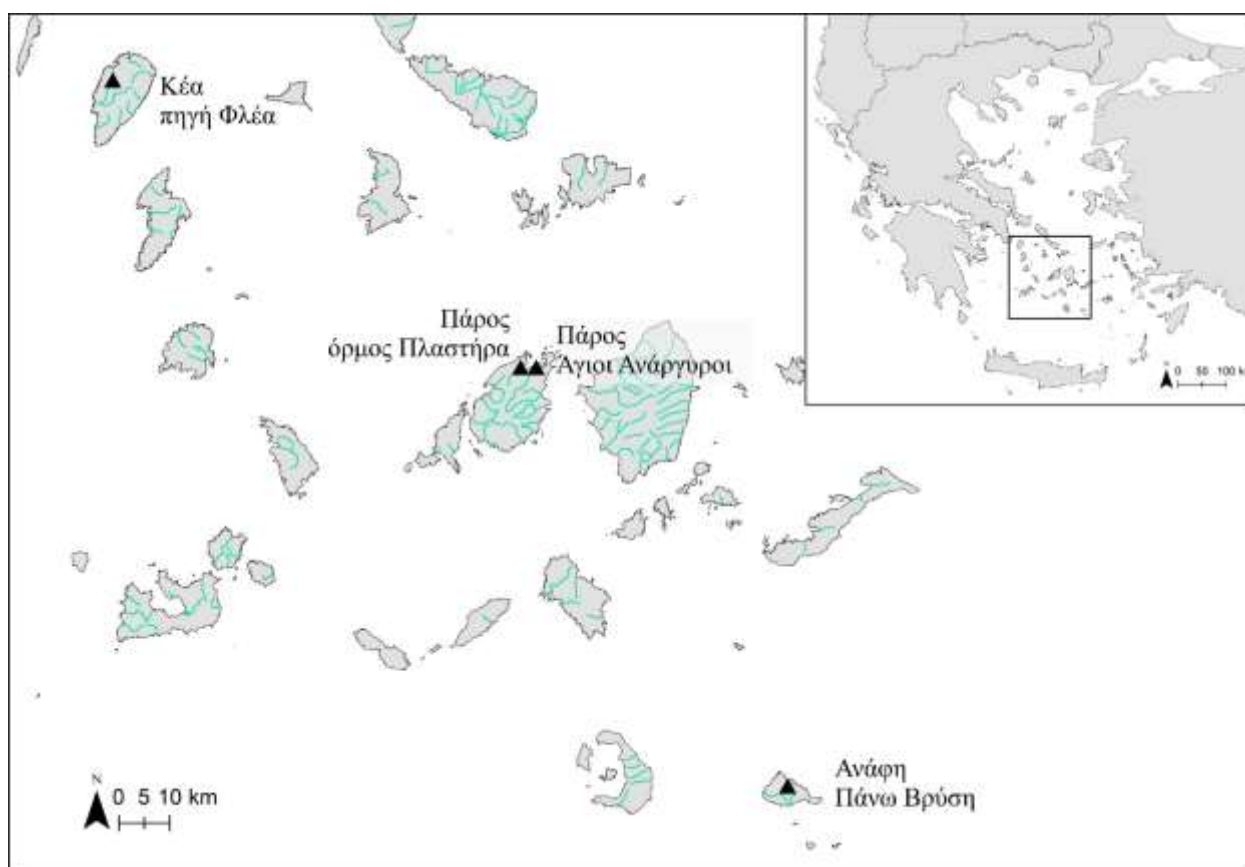 Κέα
πηγή Φλέα
Πάρος
όρμος Πλαστήρα
Πάρος
Άγιοι Ανάργυροι
N
0 50 100 km
Ανάφη
Πάνω Βρύση
N
0 5 10 km